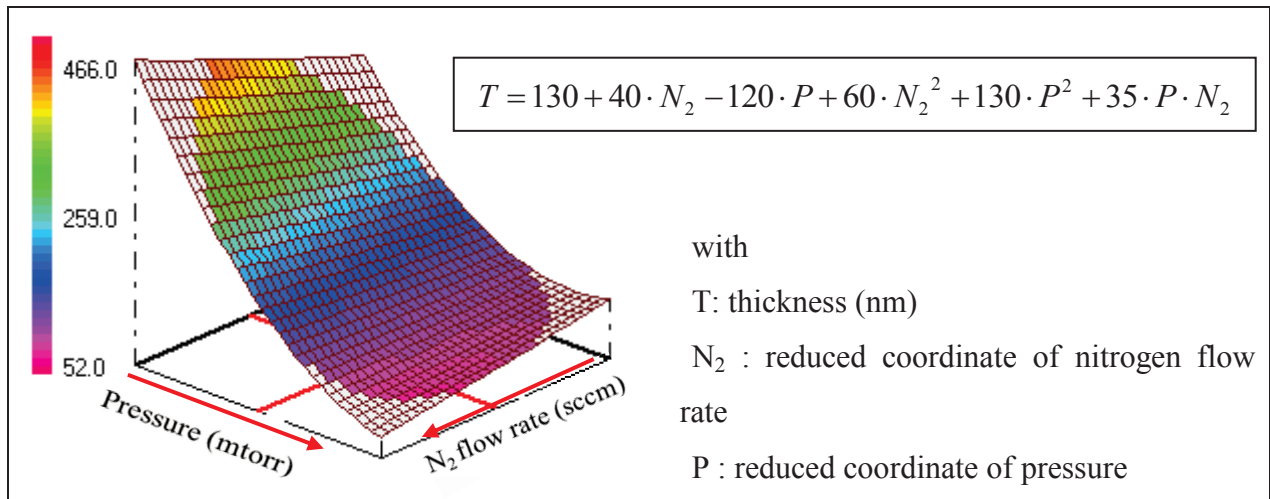 466.0
259.0
52.0
Pressure (mtorr)
N₂ flow rate (sccm)
T = 130 + 40 · N₂ − 120 · P + 60 · N₂² + 130 · P² + 35 · P · N₂
with
T: thickness (nm)
N₂ : reduced coordinate of nitrogen flow
rate
P : reduced coordinate of pressure